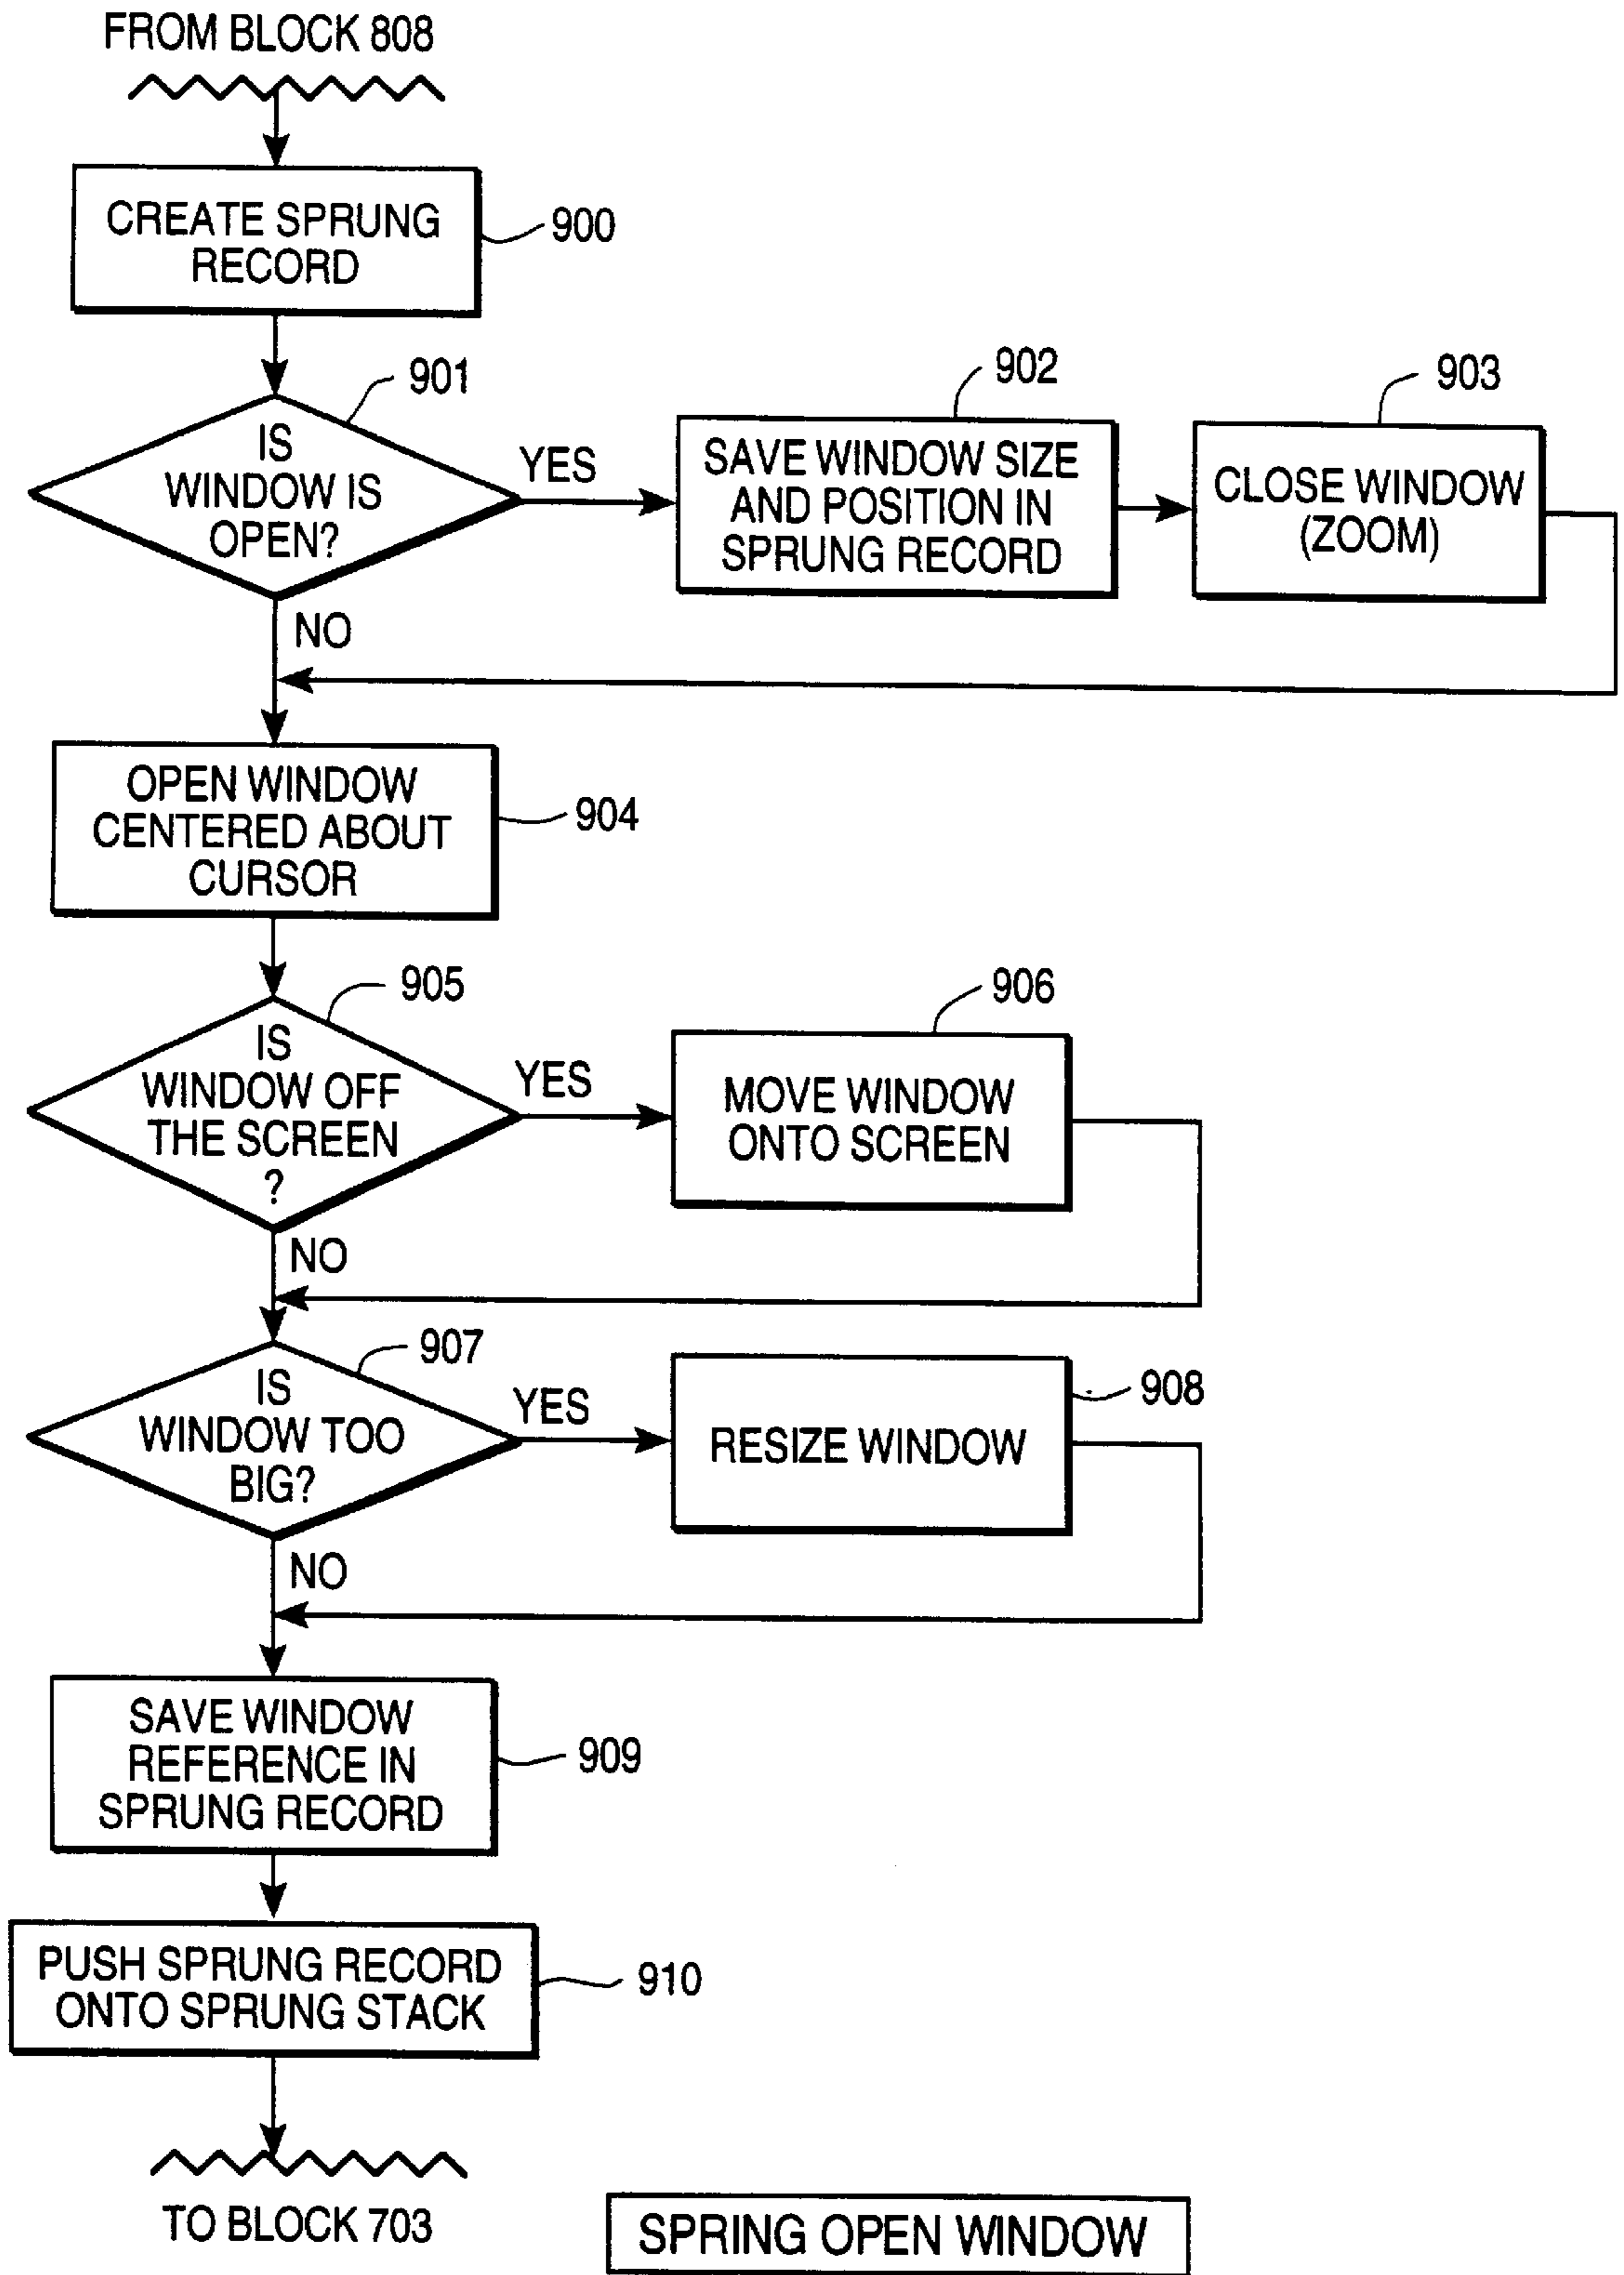 FROM BLOCK 808
CREATE SPRUNG
RECORD
900
901
IS
WINDOW IS
OPEN?
YES
902
SAVE WINDOW SIZE
AND POSITION IN
SPRUNG RECORD
903
CLOSE WINDOW
(ZOOM)
NO
OPEN WINDOW
CENTERED ABOUT
CURSOR
904
905
IS
WINDOW OFF
THE SCREEN
?
YES
906
MOVE WINDOW
ONTO SCREEN
NO
907
IS
WINDOW TOO
BIG?
YES
908
RESIZE WINDOW
NO
SAVE WINDOW
REFERENCE IN
SPRUNG RECORD
909
PUSH SPRUNG RECORD
ONTO SPRUNG STACK
910
TO BLOCK 703
SPRING OPEN WINDOW